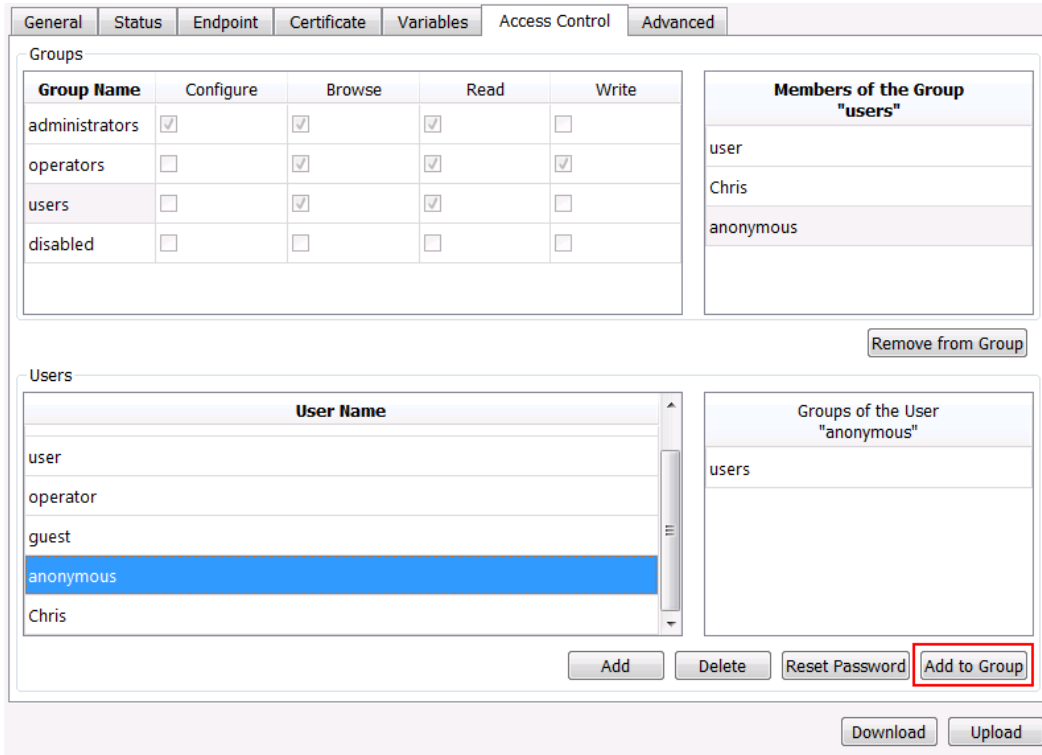 General Status Endpoint Certificate Variables Access Control Advanced
Groups
Group Name Configure Browse Read Write
administrators
operators
users
disabled
Members of the Group
"users"
user
Chris
anonymous
Remove from Group
Users
User Name
user
operator
guest
anonymous
Chris
Groups of the User
"anonymous"
users
Add Delete Reset Password Add to Group
Download Upload